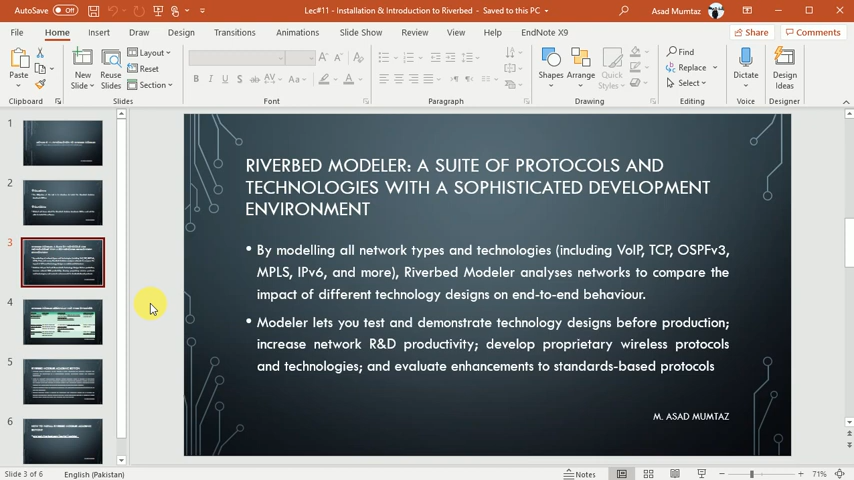 AutoSave Off Lec#11 - Installation & Introduction to Riverbed - Saved to this PC Asad Mumtaz
File Home Insert Draw Design Transitions Animations Slide Show Review View Help EndNote X9 Share Comments
Paste New Slide Reuse Slides Layout Reset Section Shapes Arrange Quick Styles Find Replace Select Dictate Design Ideas
Clipboard Slides Font Paragraph Drawing Editing Voice Designer
1
2
3
4
5
6
RIVERBED MODELER: A SUITE OF PROTOCOLS AND
TECHNOLOGIES WITH A SOPHISTICATED DEVELOPMENT
ENVIRONMENT
• By modelling all network types and technologies (including VoIP, TCP, OSPFv3,
MPLS, IPv6, and more), Riverbed Modeler analyses networks to compare the
impact of different technology designs on end-to-end behaviour.
• Modeler lets you test and demonstrate technology designs before production;
increase network R&D productivity; develop proprietary wireless protocols
and technologies; and evaluate enhancements to standards-based protocols
M. ASAD MUMTAZ
Slide 3 of 6 English (Pakistan) Notes 71%